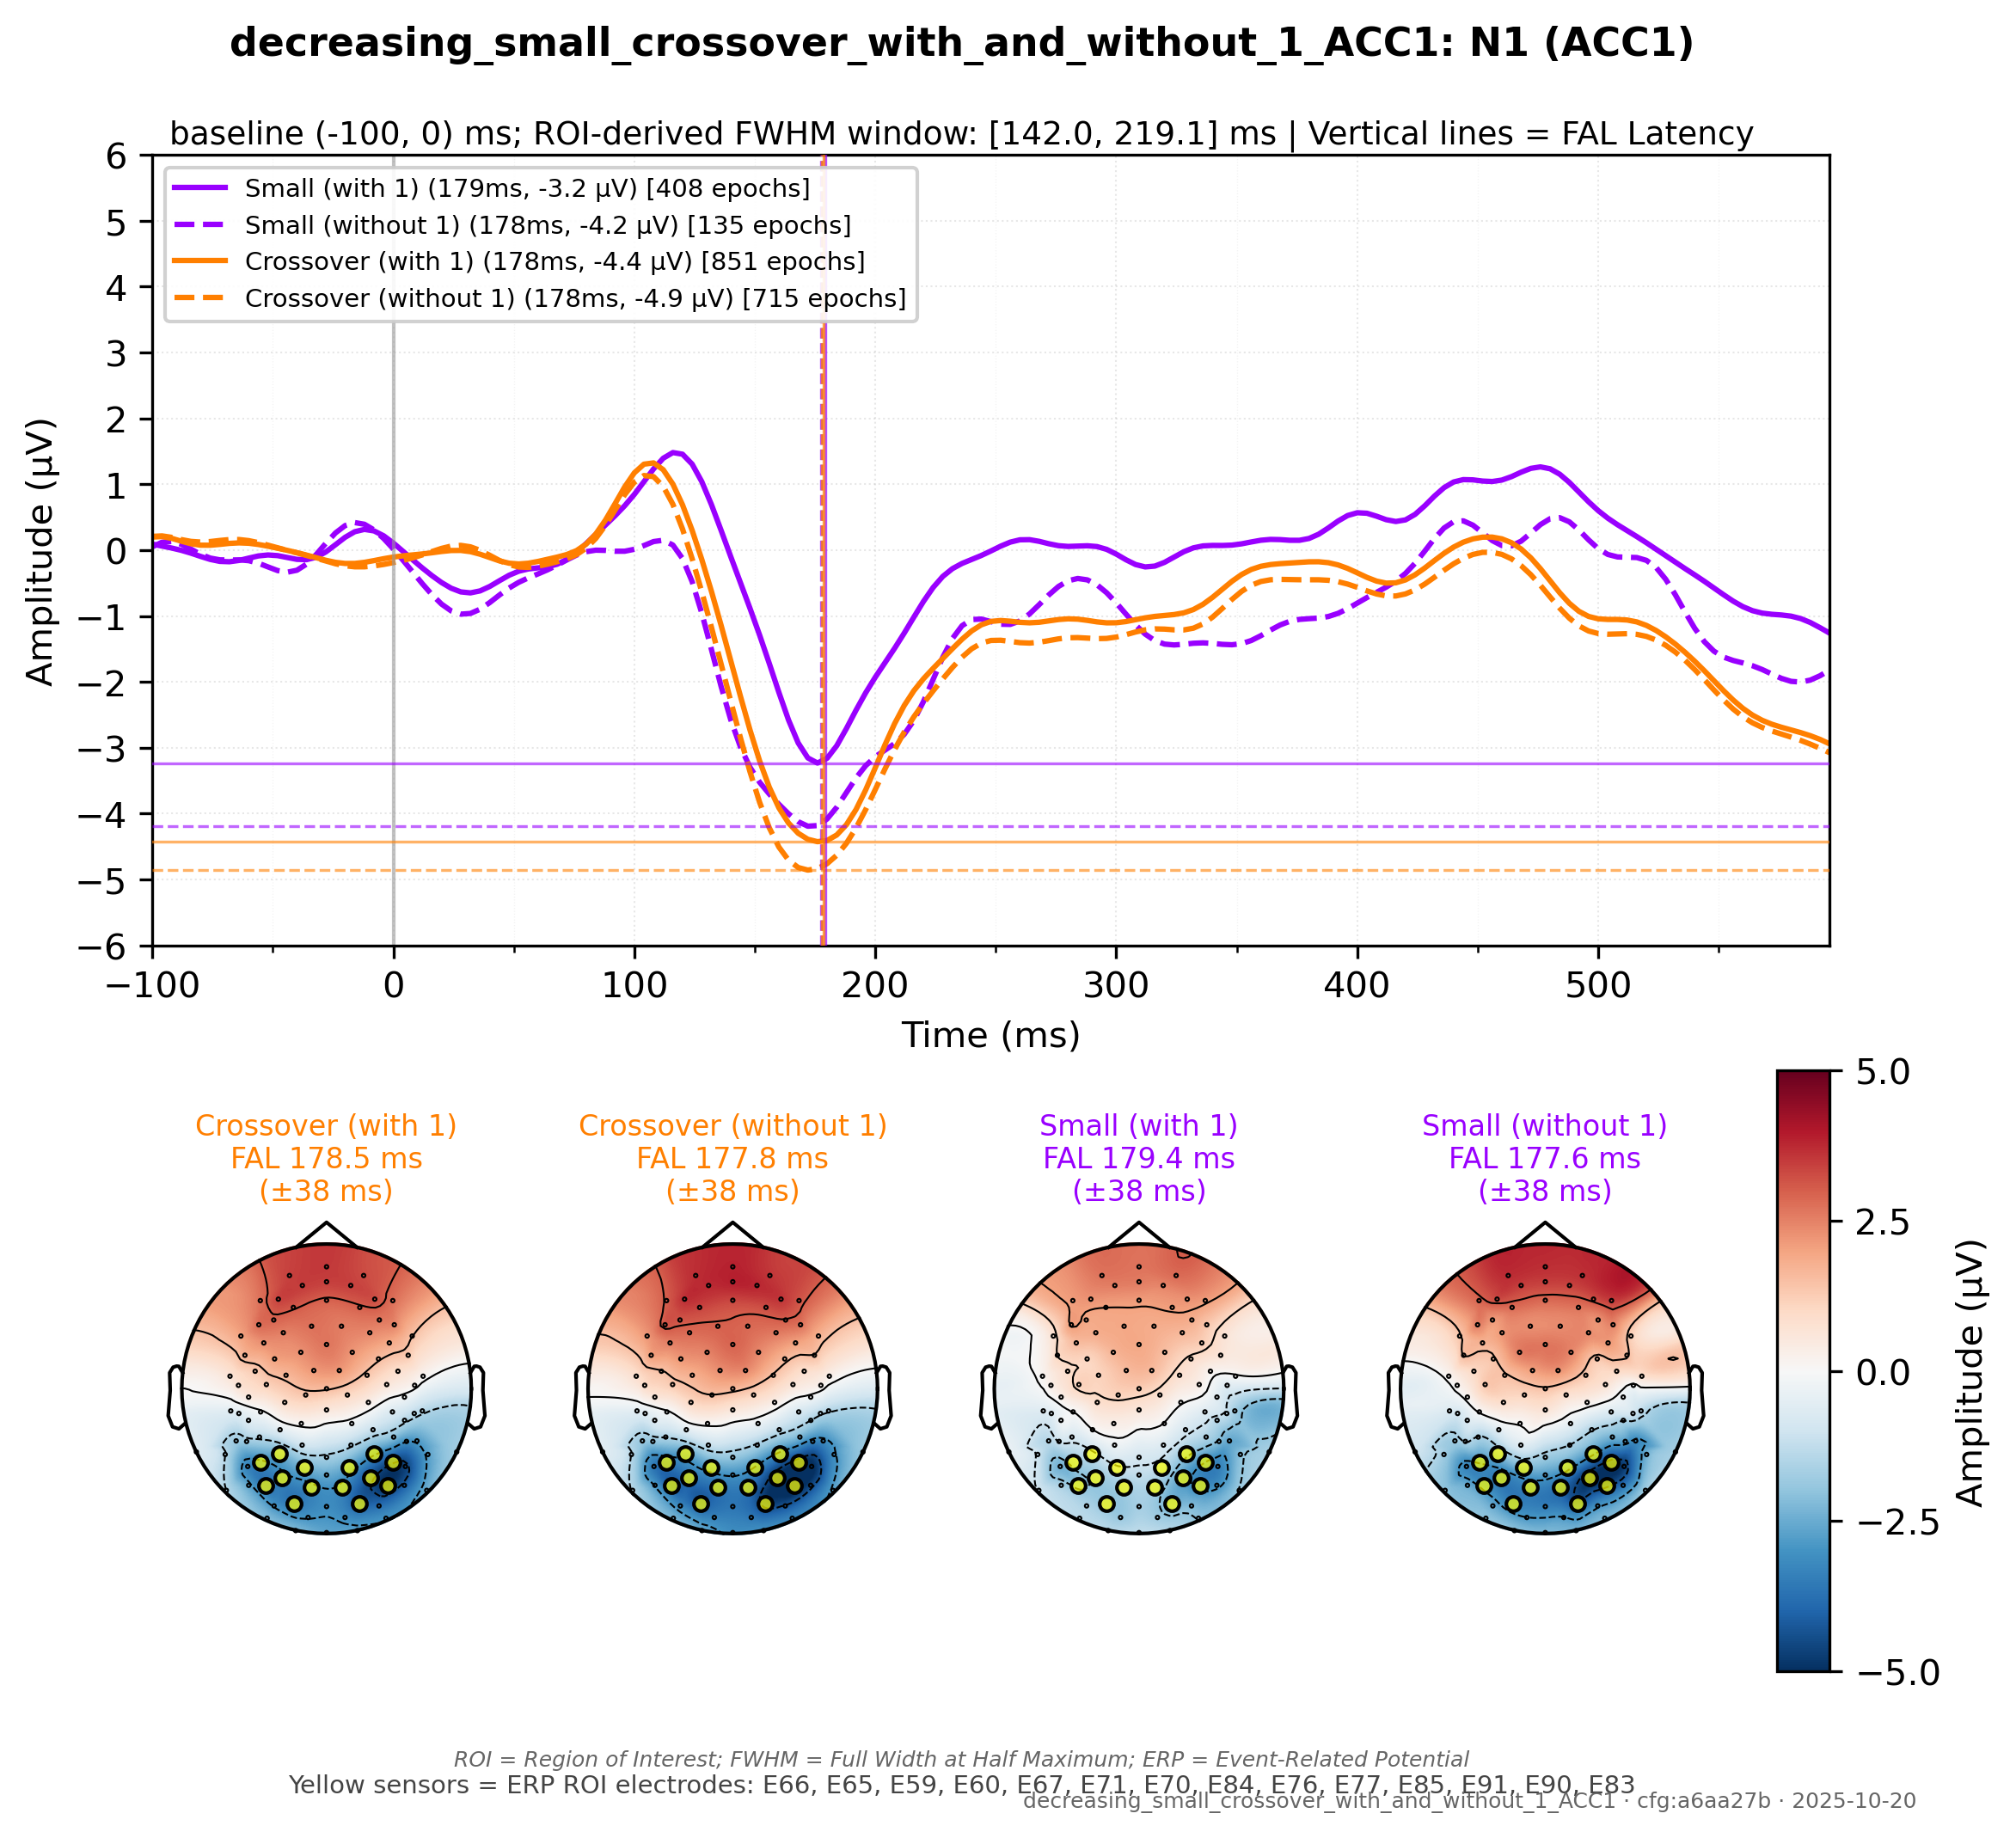 decreasing_small_crossover_with_and_without_1_ACC1: N1 (ACC1)
baseline (-100, 0) ms; ROI-derived FWHM window: [142.0, 219.1] ms | Vertical lines = FAL Latency
Small (with 1) (179ms, -3.2 µV) [408 epochs]
Small (without 1) (178ms, -4.2 µV) [135 epochs]
Crossover (with 1) (178ms, -4.4 µV) [851 epochs]
Crossover (without 1) (178ms, -4.9 µV) [715 epochs]
Amplitude (µV)
6
5
4
3
2
1
0
−1
−2
−3
−4
−5
−6
−100 0 100 200 300 400 500
Time (ms)
Crossover (with 1)
FAL 178.5 ms
(±38 ms)
Crossover (without 1)
FAL 177.8 ms
(±38 ms)
Small (with 1)
FAL 179.4 ms
(±38 ms)
Small (without 1)
FAL 177.6 ms
(±38 ms)
5.0
2.5
0.0
−2.5
−5.0
Amplitude (µV)
ROI = Region of Interest; FWHM = Full Width at Half Maximum; ERP = Event-Related Potential
Yellow sensors = ERP ROI electrodes: E66, E65, E59, E60, E67, E71, E70, E84, E76, E77, E85, E91, E90, E83
decreasing_small_crossover_with_and_without_1_ACC1 · cfg:a6aa27b · 2025-10-20